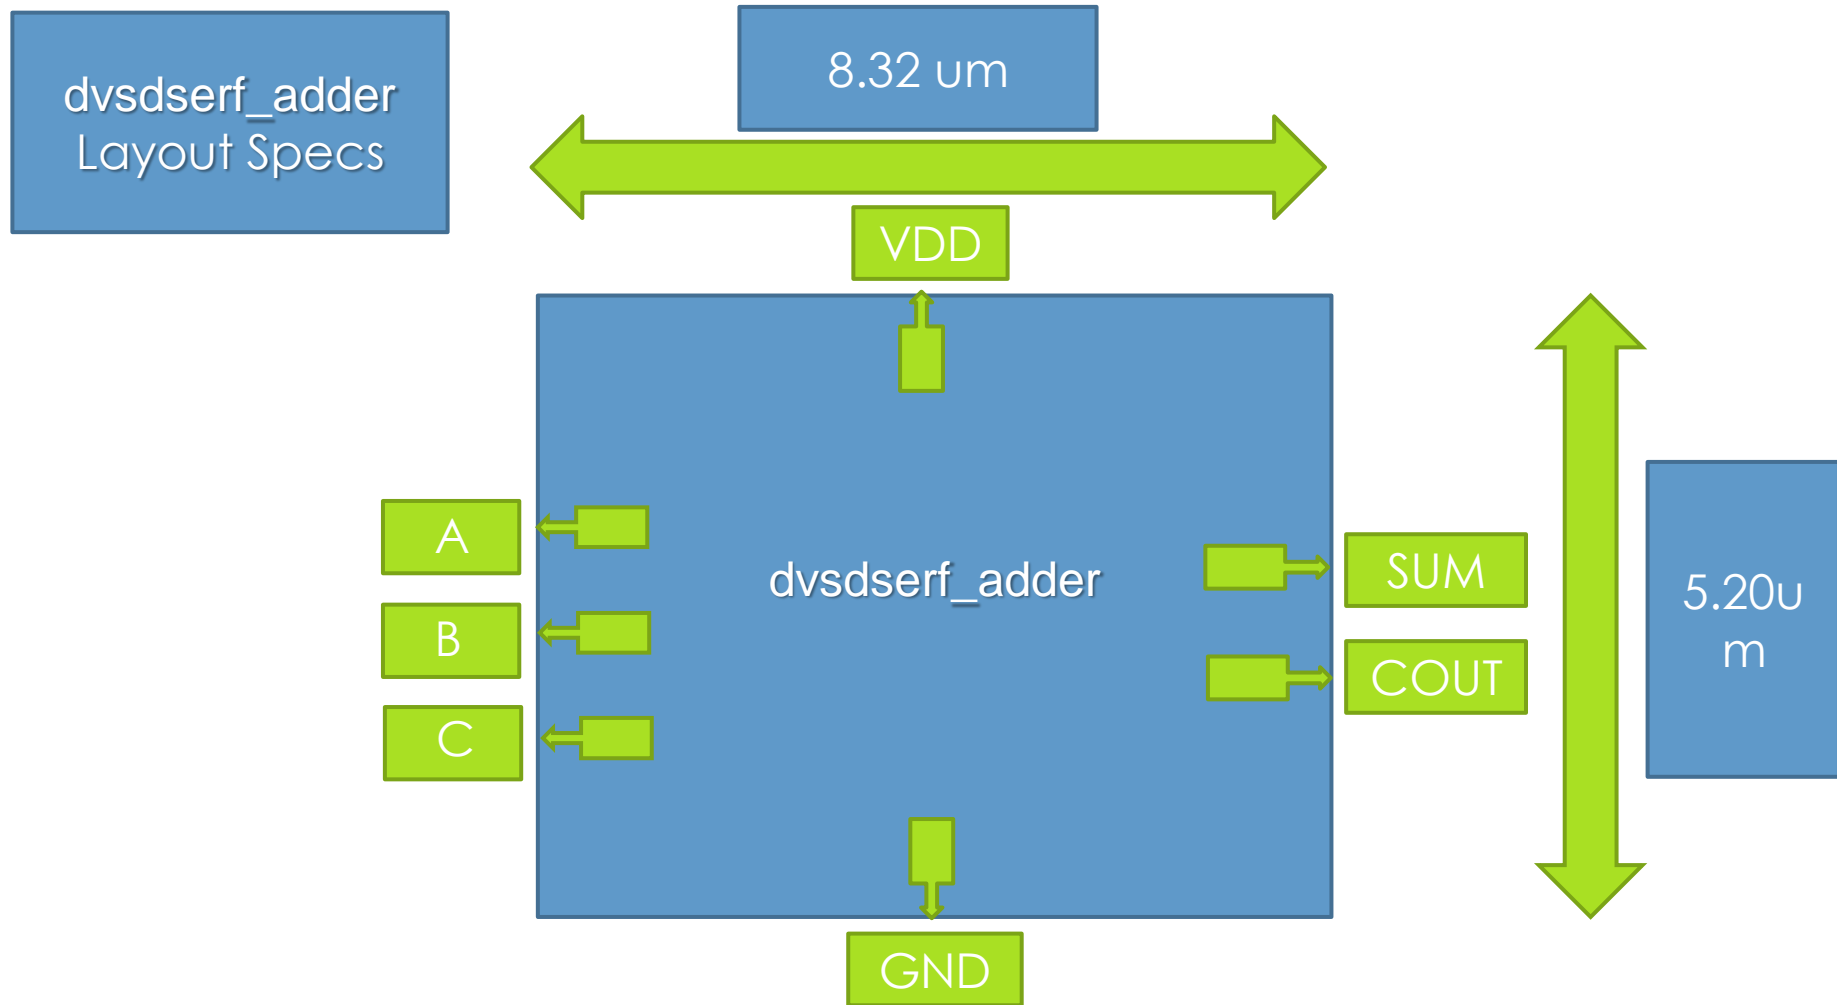 dvsdserf_adder
Layout Specs
8.32 um
VDD
A
B
C
dvsdserf_adder
SUM
COUT
5.20u
m
GND